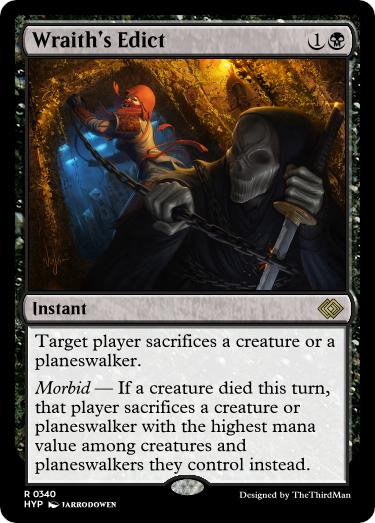 Wraith's Edict
1
Instant
Target player sacrifices a creature or a
planeswalker.
Morbid — If a creature died this turn,
that player sacrifices a creature or
planeswalker with the highest mana
value among creatures and
planeswalkers they control instead.
R 0340
HYP JARRODOWEN
Designed by TheThirdMan